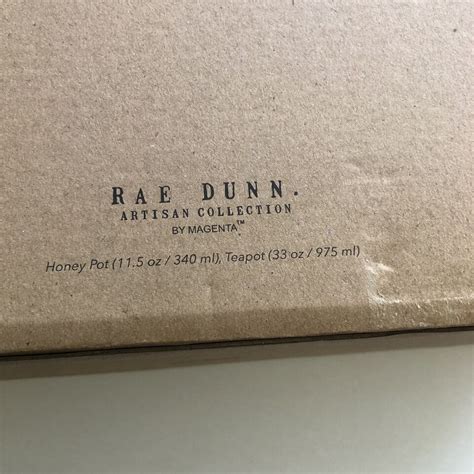 RAE DUNN.
ARTISAN COLLECTION
BY MAGENTA™
Honey Pot (11.5 oz / 340 ml), Teapot (33 oz / 975 ml)